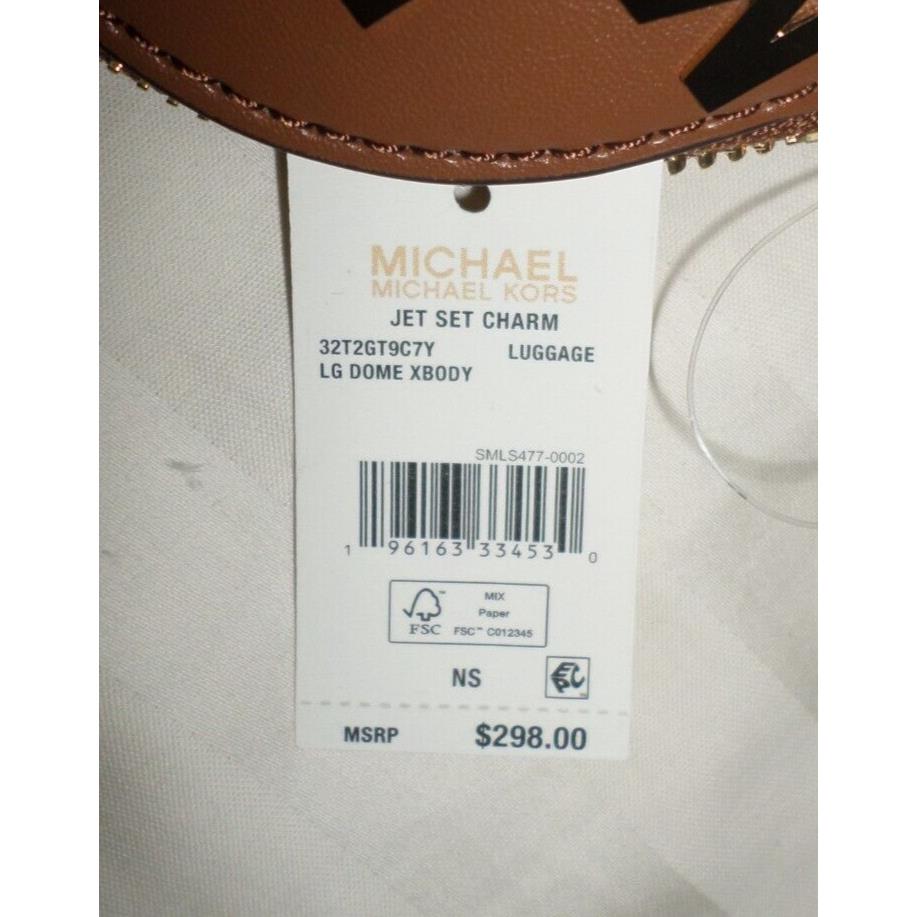 MICHAEL
MICHAEL KORS
JET SET CHARM
32T2GT9C7Y LUGGAGE
LG DOME XBODY
SMLS477-0002
1 96163 33453 0
MIX
Paper
FSC™ C012345
FSC
NS
EPC
MSRP $298.00